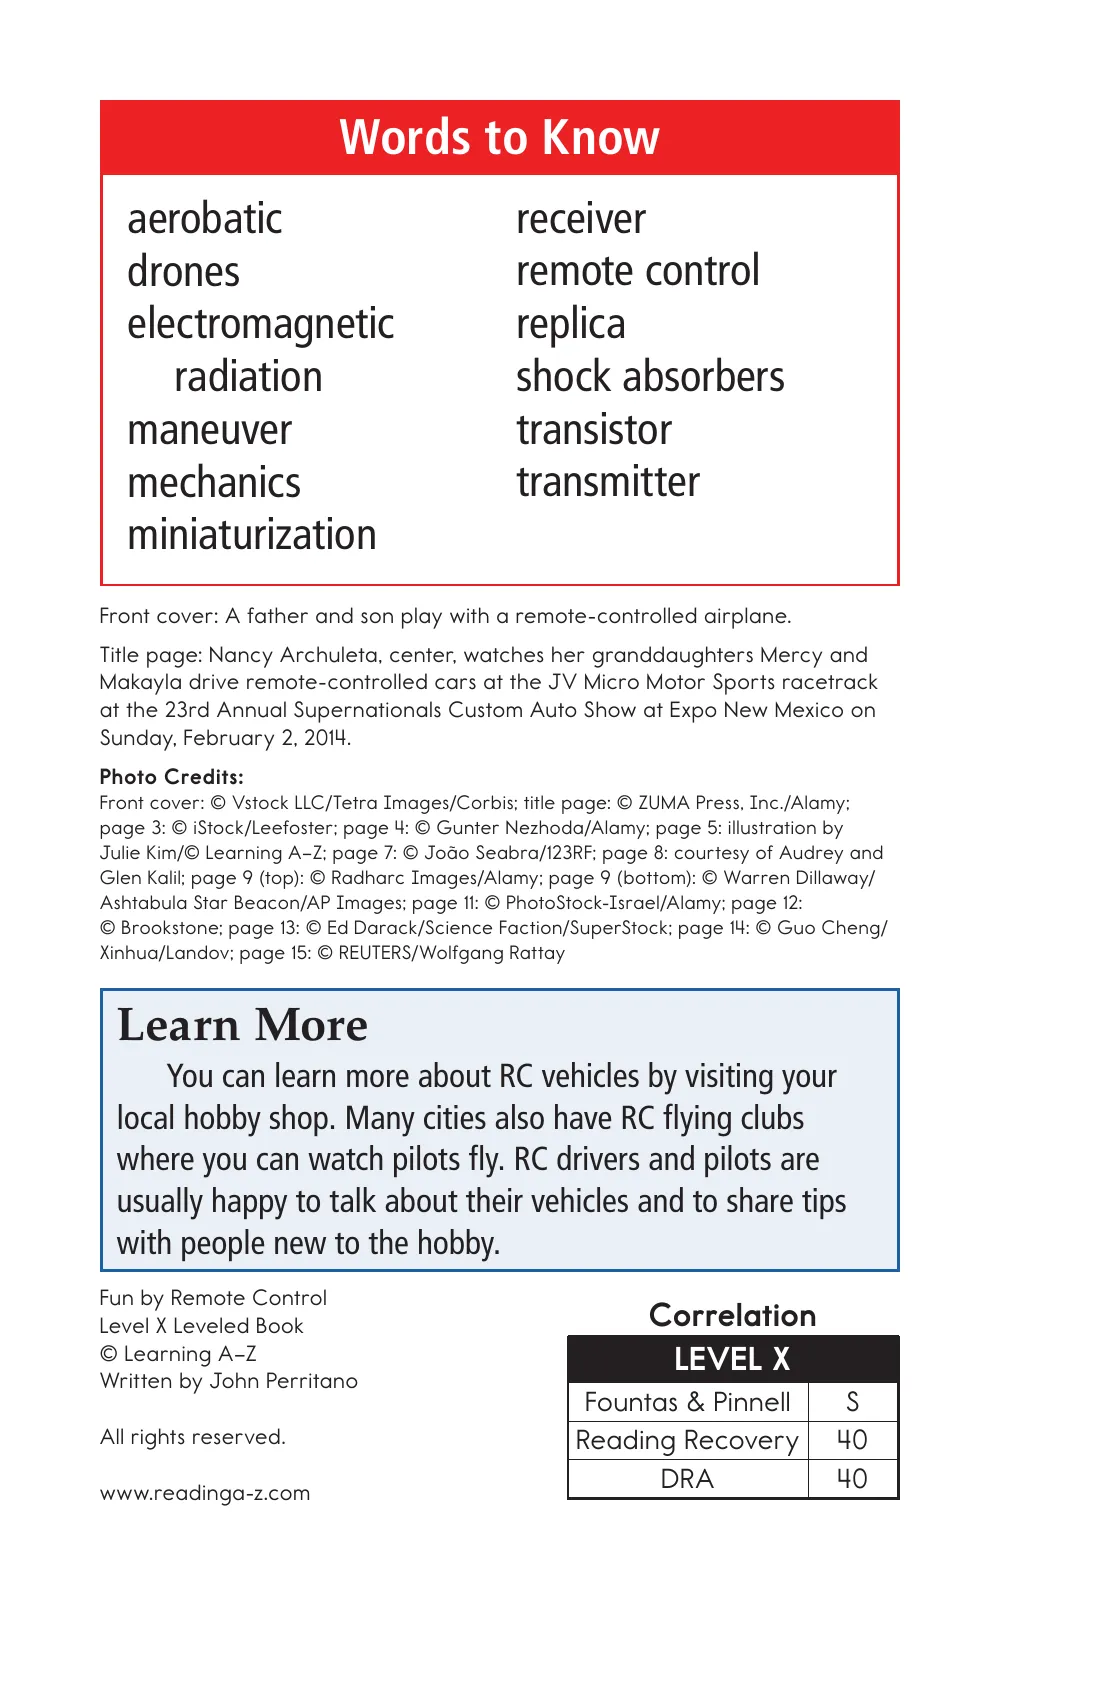 Words to Know
aerobatic
drones
electromagnetic
radiation
maneuver
mechanics
miniaturization
receiver
remote control
replica
shock absorbers
transistor
transmitter
Front cover: A father and son play with a remote-controlled airplane.
Title page: Nancy Archuleta, center, watches her granddaughters Mercy and
Makayla drive remote-controlled cars at the JV Micro Motor Sports racetrack
at the 23rd Annual Supernationals Custom Auto Show at Expo New Mexico on
Sunday, February 2, 2014.
Photo Credits:
Front cover: © Vstock LLC/Tetra Images/Corbis; title page: © ZUMA Press, Inc./Alamy;
page 3: © iStock/Leefoster; page 4: © Gunter Nezhoda/Alamy; page 5: illustration by
Julie Kim/© Learning A–Z; page 7: © João Seabra/123RF; page 8: courtesy of Audrey and
Glen Kalil; page 9 (top): © Radharc Images/Alamy; page 9 (bottom): © Warren Dillaway/
Ashtabula Star Beacon/AP Images; page 11: © PhotoStock-Israel/Alamy; page 12:
© Brookstone; page 13: © Ed Darack/Science Faction/SuperStock; page 14: © Guo Cheng/
Xinhua/Landov; page 15: © REUTERS/Wolfgang Rattay
Learn More
You can learn more about RC vehicles by visiting your
local hobby shop. Many cities also have RC flying clubs
where you can watch pilots fly. RC drivers and pilots are
usually happy to talk about their vehicles and to share tips
with people new to the hobby.
Fun by Remote Control
Level X Leveled Book
© Learning A–Z
Written by John Perritano
All rights reserved.
www.readinga-z.com
Correlation
LEVEL X
Fountas & Pinnell S
Reading Recovery 40
DRA 40